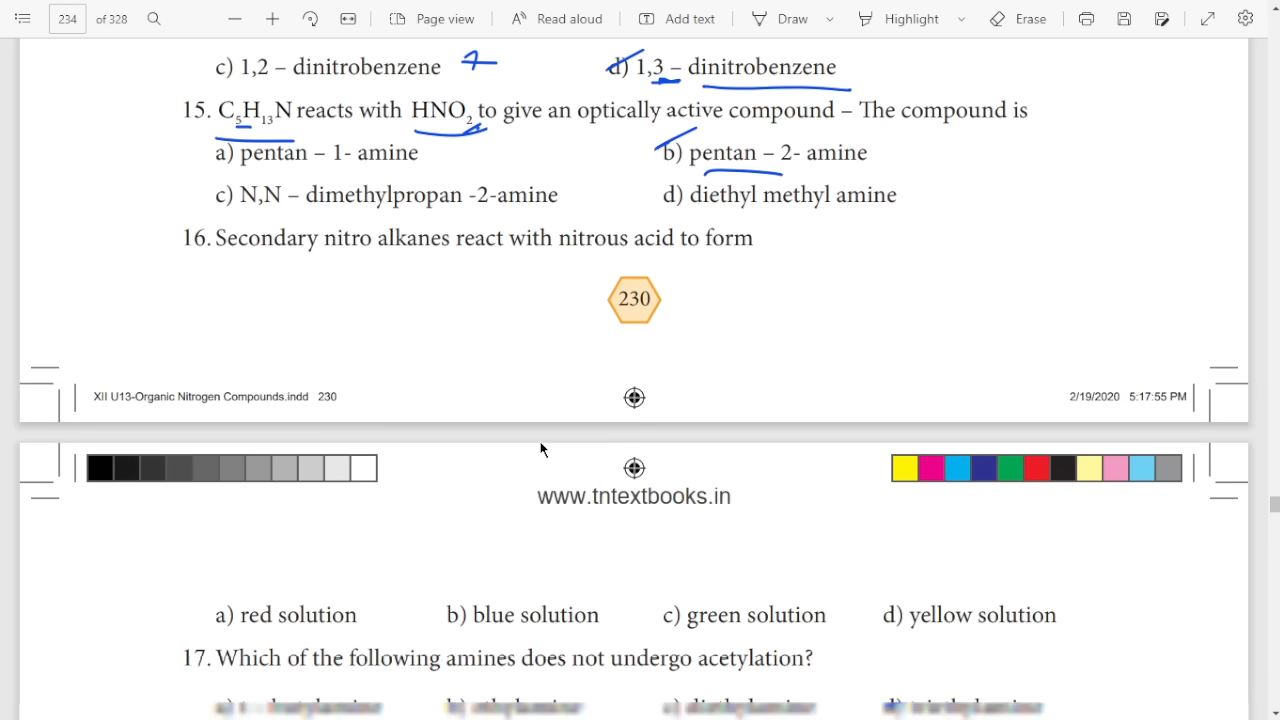 234 of 328 Page view Read aloud Add text Draw Highlight Erase
c) 1,2 – dinitrobenzene d) 1,3 – dinitrobenzene
15. C₅H₁₃N reacts with HNO₂ to give an optically active compound – The compound is
a) pentan – 1- amine b) pentan – 2- amine
c) N,N – dimethylpropan -2-amine d) diethyl methyl amine
16. Secondary nitro alkanes react with nitrous acid to form
230
XII U13-Organic Nitrogen Compounds.indd 230 2/19/2020 5:17:55 PM
www.tntextbooks.in
a) red solution b) blue solution c) green solution d) yellow solution
17. Which of the following amines does not undergo acetylation?